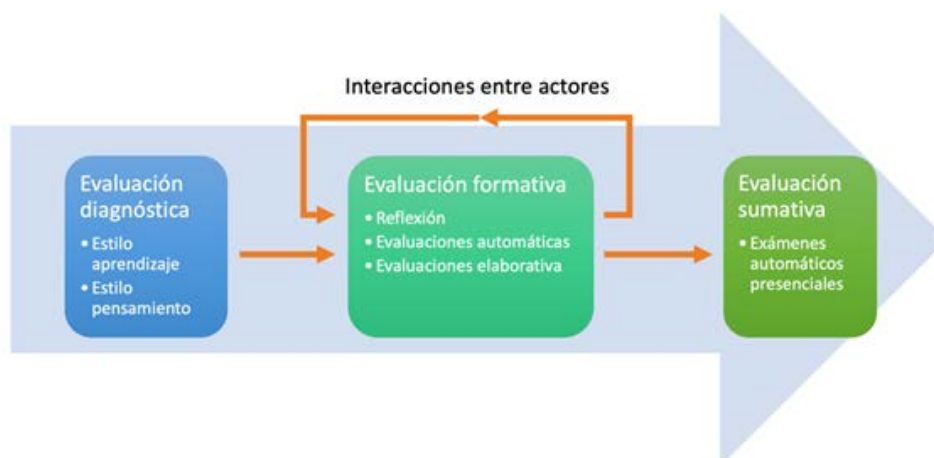 Interacciones entre actores
Evaluación
diagnóstica
• Estilo
aprendizaje
• Estilo
pensamiento
Evaluación formativa
• Reflexión
• Evaluaciones automáticas
• Evaluaciones elaborativa
Evaluación
sumativa
• Exámenes
automáticos
presenciales